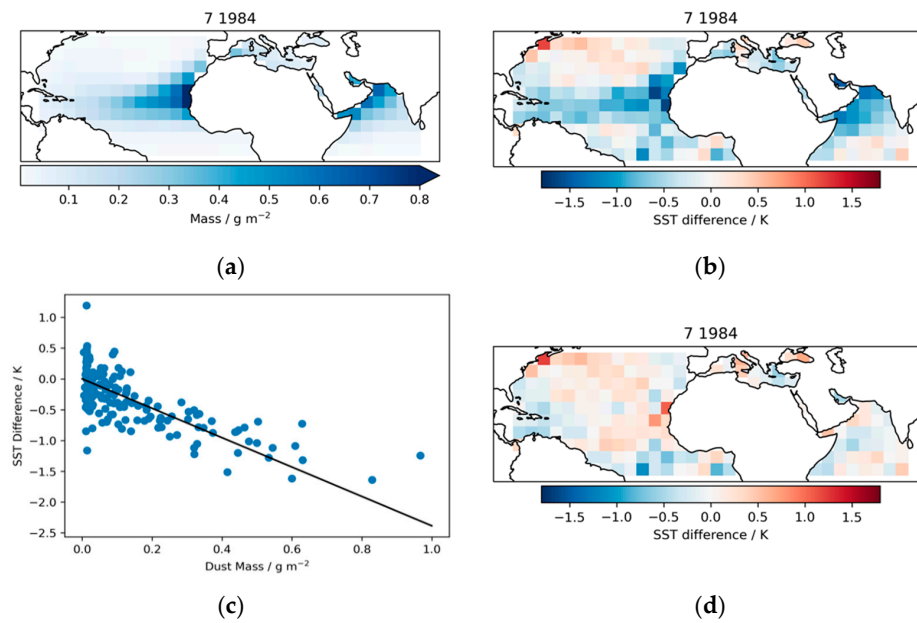 7 1984
0.1 0.2 0.3 0.4 0.5 0.6 0.7 0.8
Mass / g m⁻²
(a)
7 1984
−1.5 −1.0 −0.5 0.0 0.5 1.0 1.5
SST difference / K
(b)
1.0
0.5
0.0
−0.5
−1.0
−1.5
−2.0
−2.5
SST Difference / K
0.0 0.2 0.4 0.6 0.8 1.0
Dust Mass / g m⁻²
(c)
7 1984
−1.5 −1.0 −0.5 0.0 0.5 1.0 1.5
SST difference / K
(d)